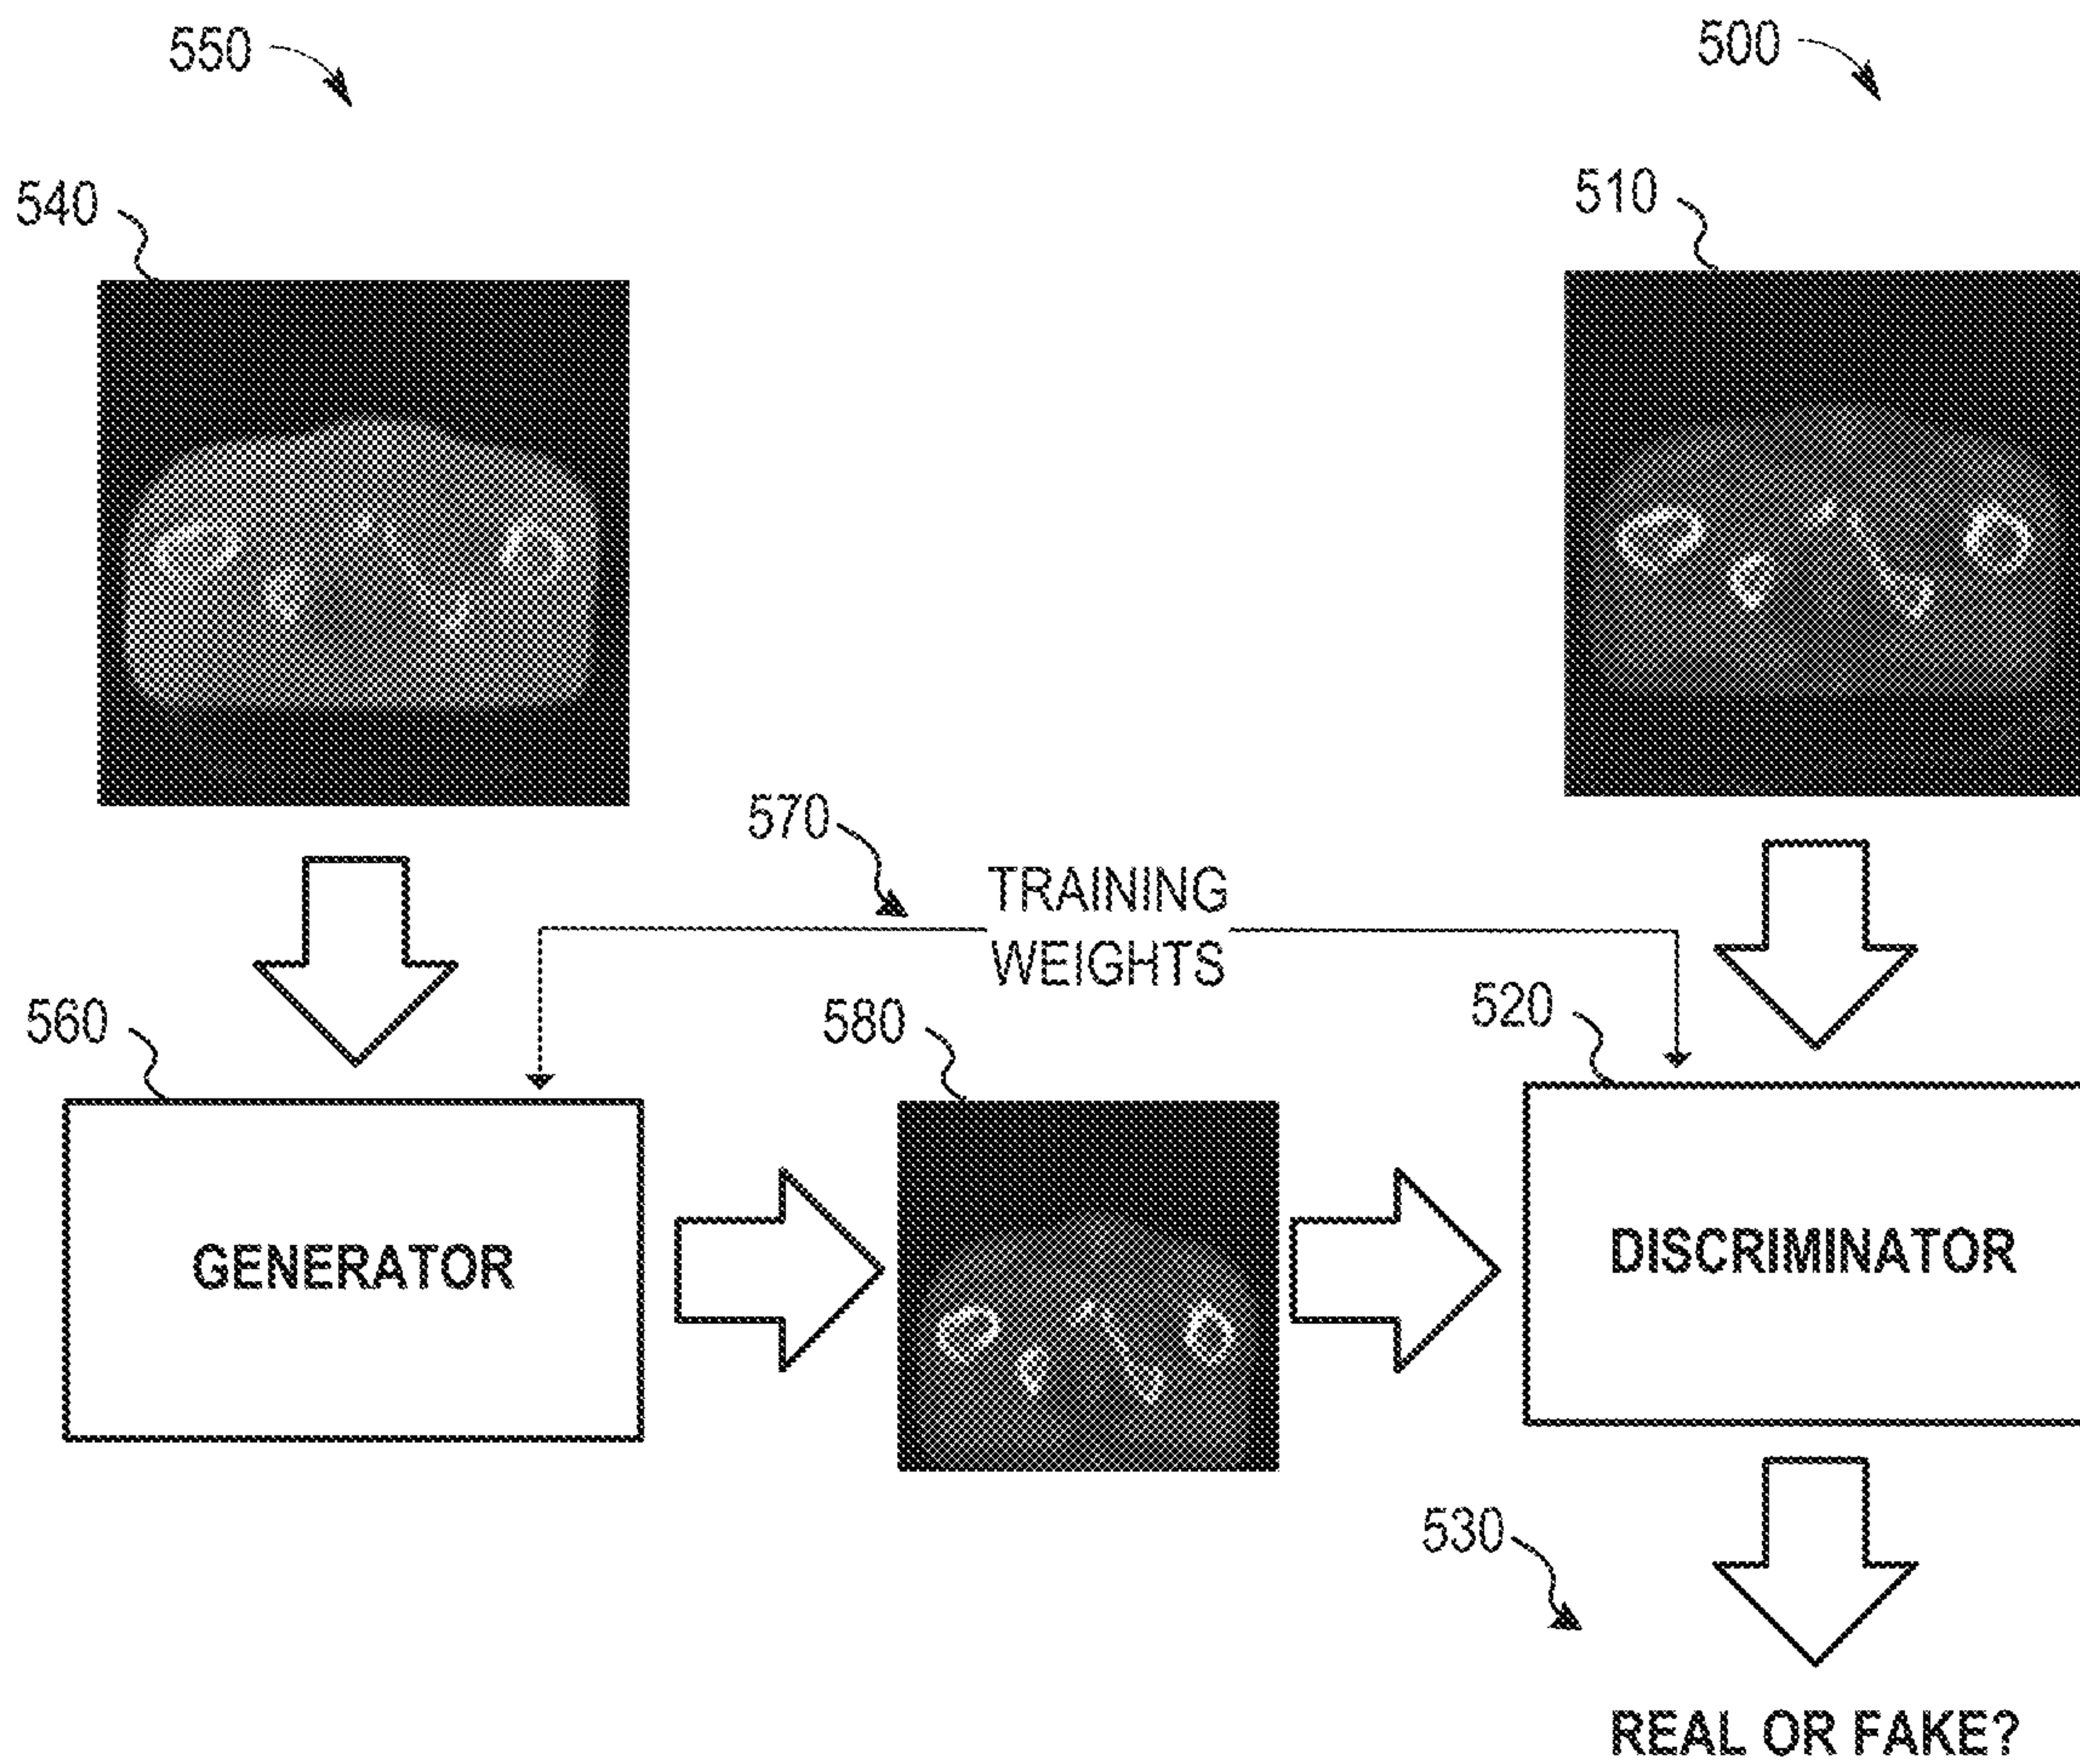 550
500
540
510
570
TRAINING
WEIGHTS
560
580
520
GENERATOR
DISCRIMINATOR
530
REAL OR FAKE?